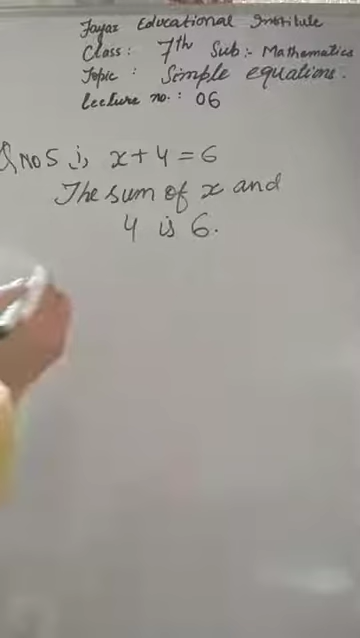 Jayaz Educational Institute
Class: 7th Sub:- Mathematics
Topic : Simple equations.
Lecture no. : 06
Q No 5 i, x + 4 = 6
The sum of x and
4 is 6.